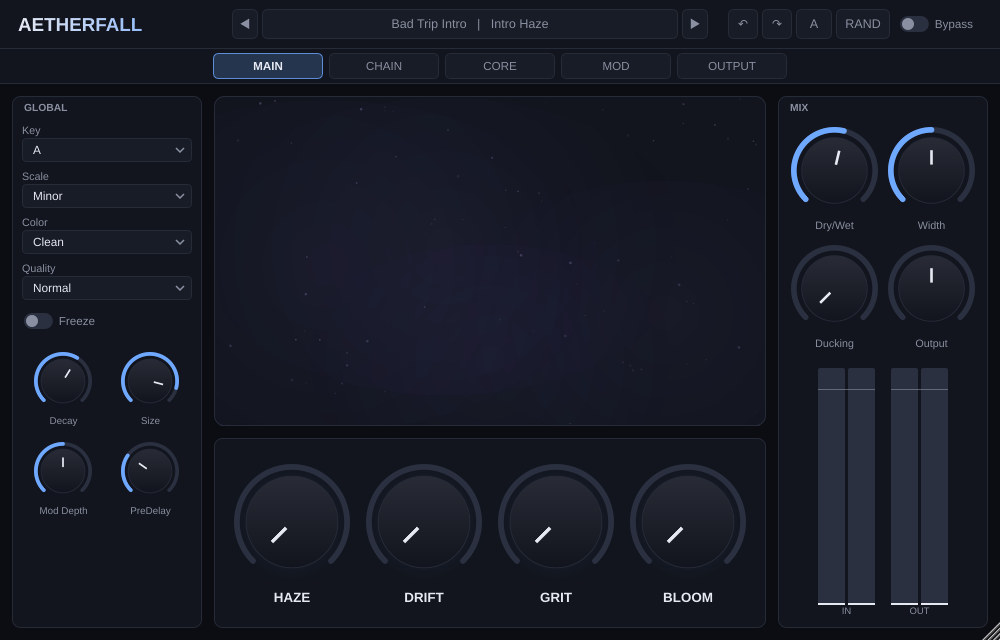 AETHERFALL
Bad Trip Intro | Intro Haze
A
RAND
Bypass
MAIN
CHAIN
CORE
MOD
OUTPUT
GLOBAL
Key
A
Scale
Minor
Color
Clean
Quality
Normal
Freeze
Decay
Size
Mod Depth
PreDelay
HAZE
DRIFT
GRIT
BLOOM
MIX
Dry/Wet
Width
Ducking
Output
IN
OUT